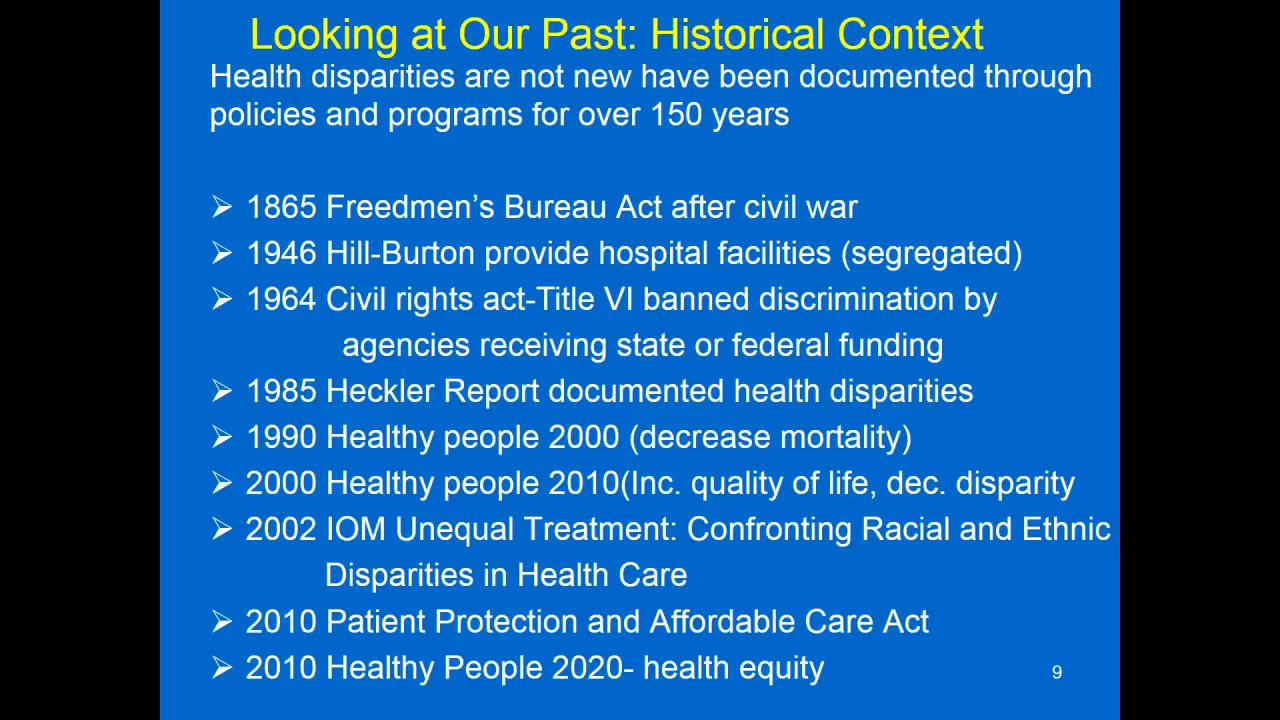 Looking at Our Past: Historical Context
Health disparities are not new have been documented through
policies and programs for over 150 years
➢ 1865 Freedmen’s Bureau Act after civil war
➢ 1946 Hill-Burton provide hospital facilities (segregated)
➢ 1964 Civil rights act-Title VI banned discrimination by
agencies receiving state or federal funding
➢ 1985 Heckler Report documented health disparities
➢ 1990 Healthy people 2000 (decrease mortality)
➢ 2000 Healthy people 2010(Inc. quality of life, dec. disparity
➢ 2002 IOM Unequal Treatment: Confronting Racial and Ethnic
Disparities in Health Care
➢ 2010 Patient Protection and Affordable Care Act
➢ 2010 Healthy People 2020- health equity
9